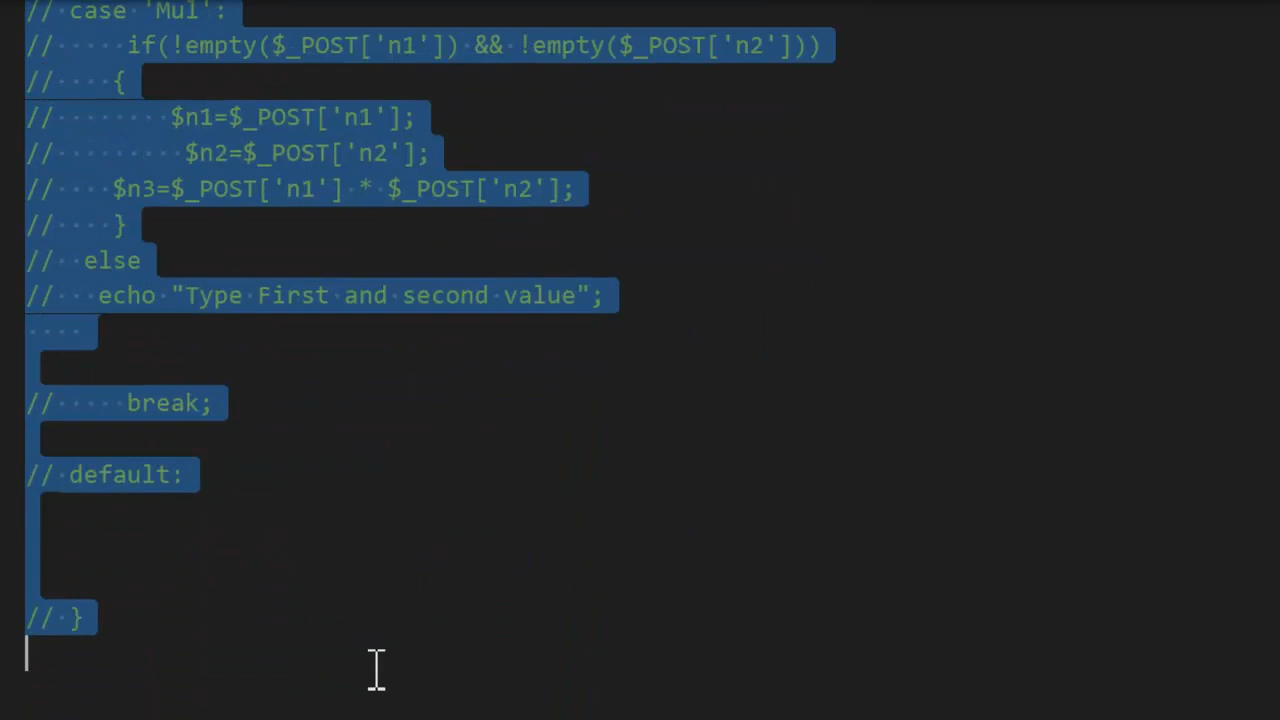 // case 'Mul':
//     if(!empty($_POST['n1']) && !empty($_POST['n2']))
//    {
//        $n1=$_POST['n1'];
//         $n2=$_POST['n2'];
//    $n3=$_POST['n1'] * $_POST['n2'];
//    }
//  else
//   echo "Type First and second value";
//     break;
// default:
// }